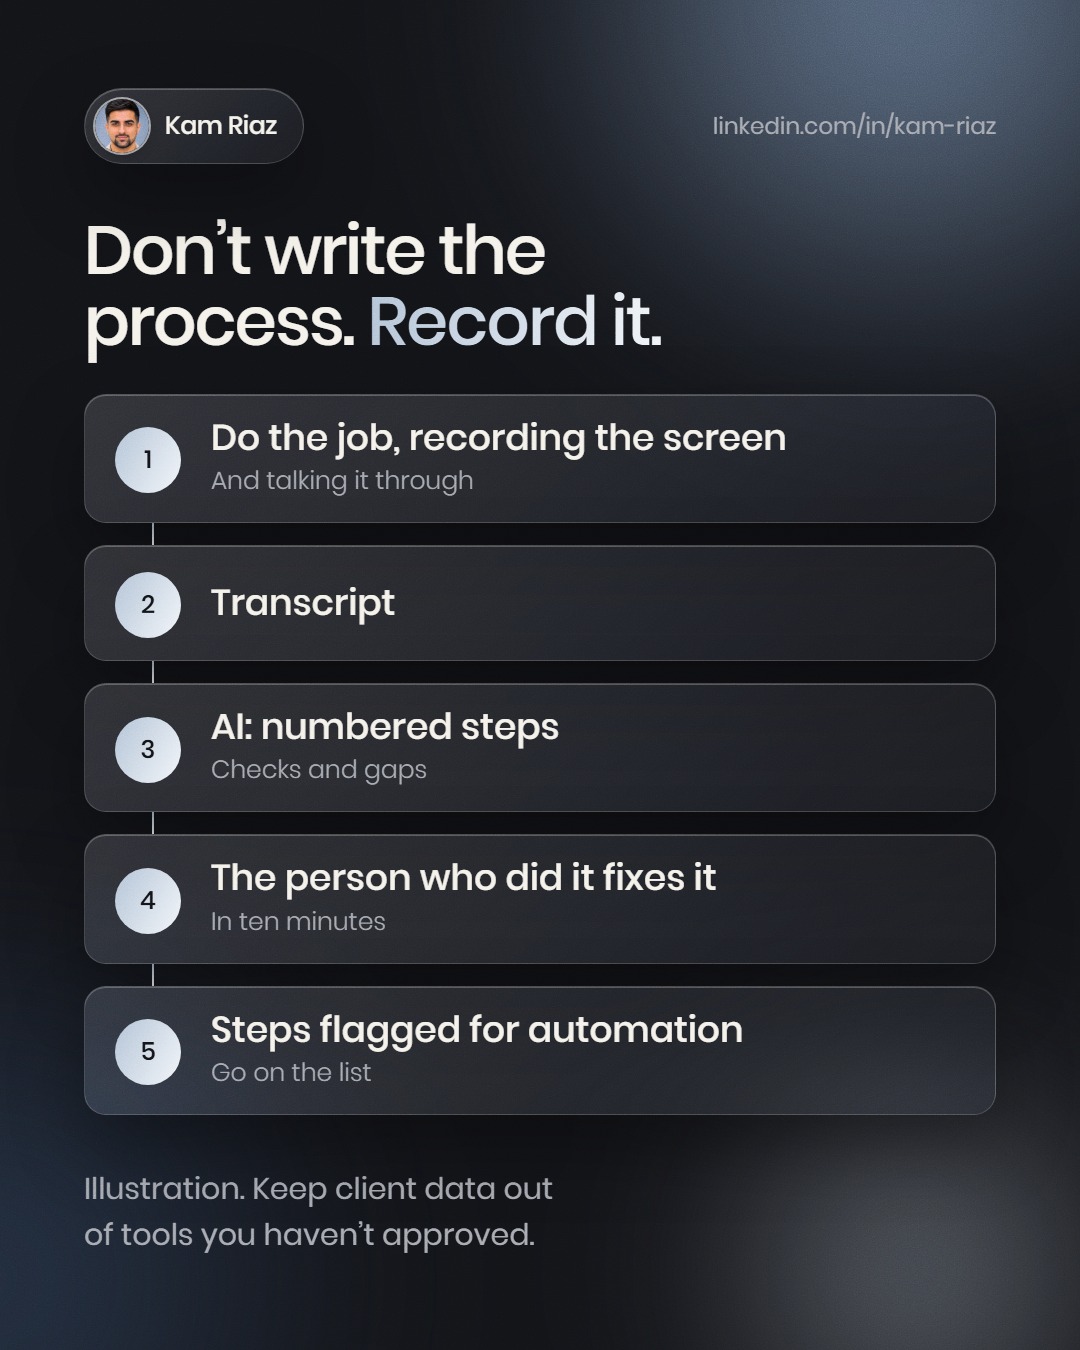 Kam Riaz
linkedin.com/in/kam-riaz
Don’t write the
process. Record it.
1
Do the job, recording the screen
And talking it through
2
Transcript
3
AI: numbered steps
Checks and gaps
4
The person who did it fixes it
In ten minutes
5
Steps flagged for automation
Go on the list
Illustration. Keep client data out
of tools you haven’t approved.